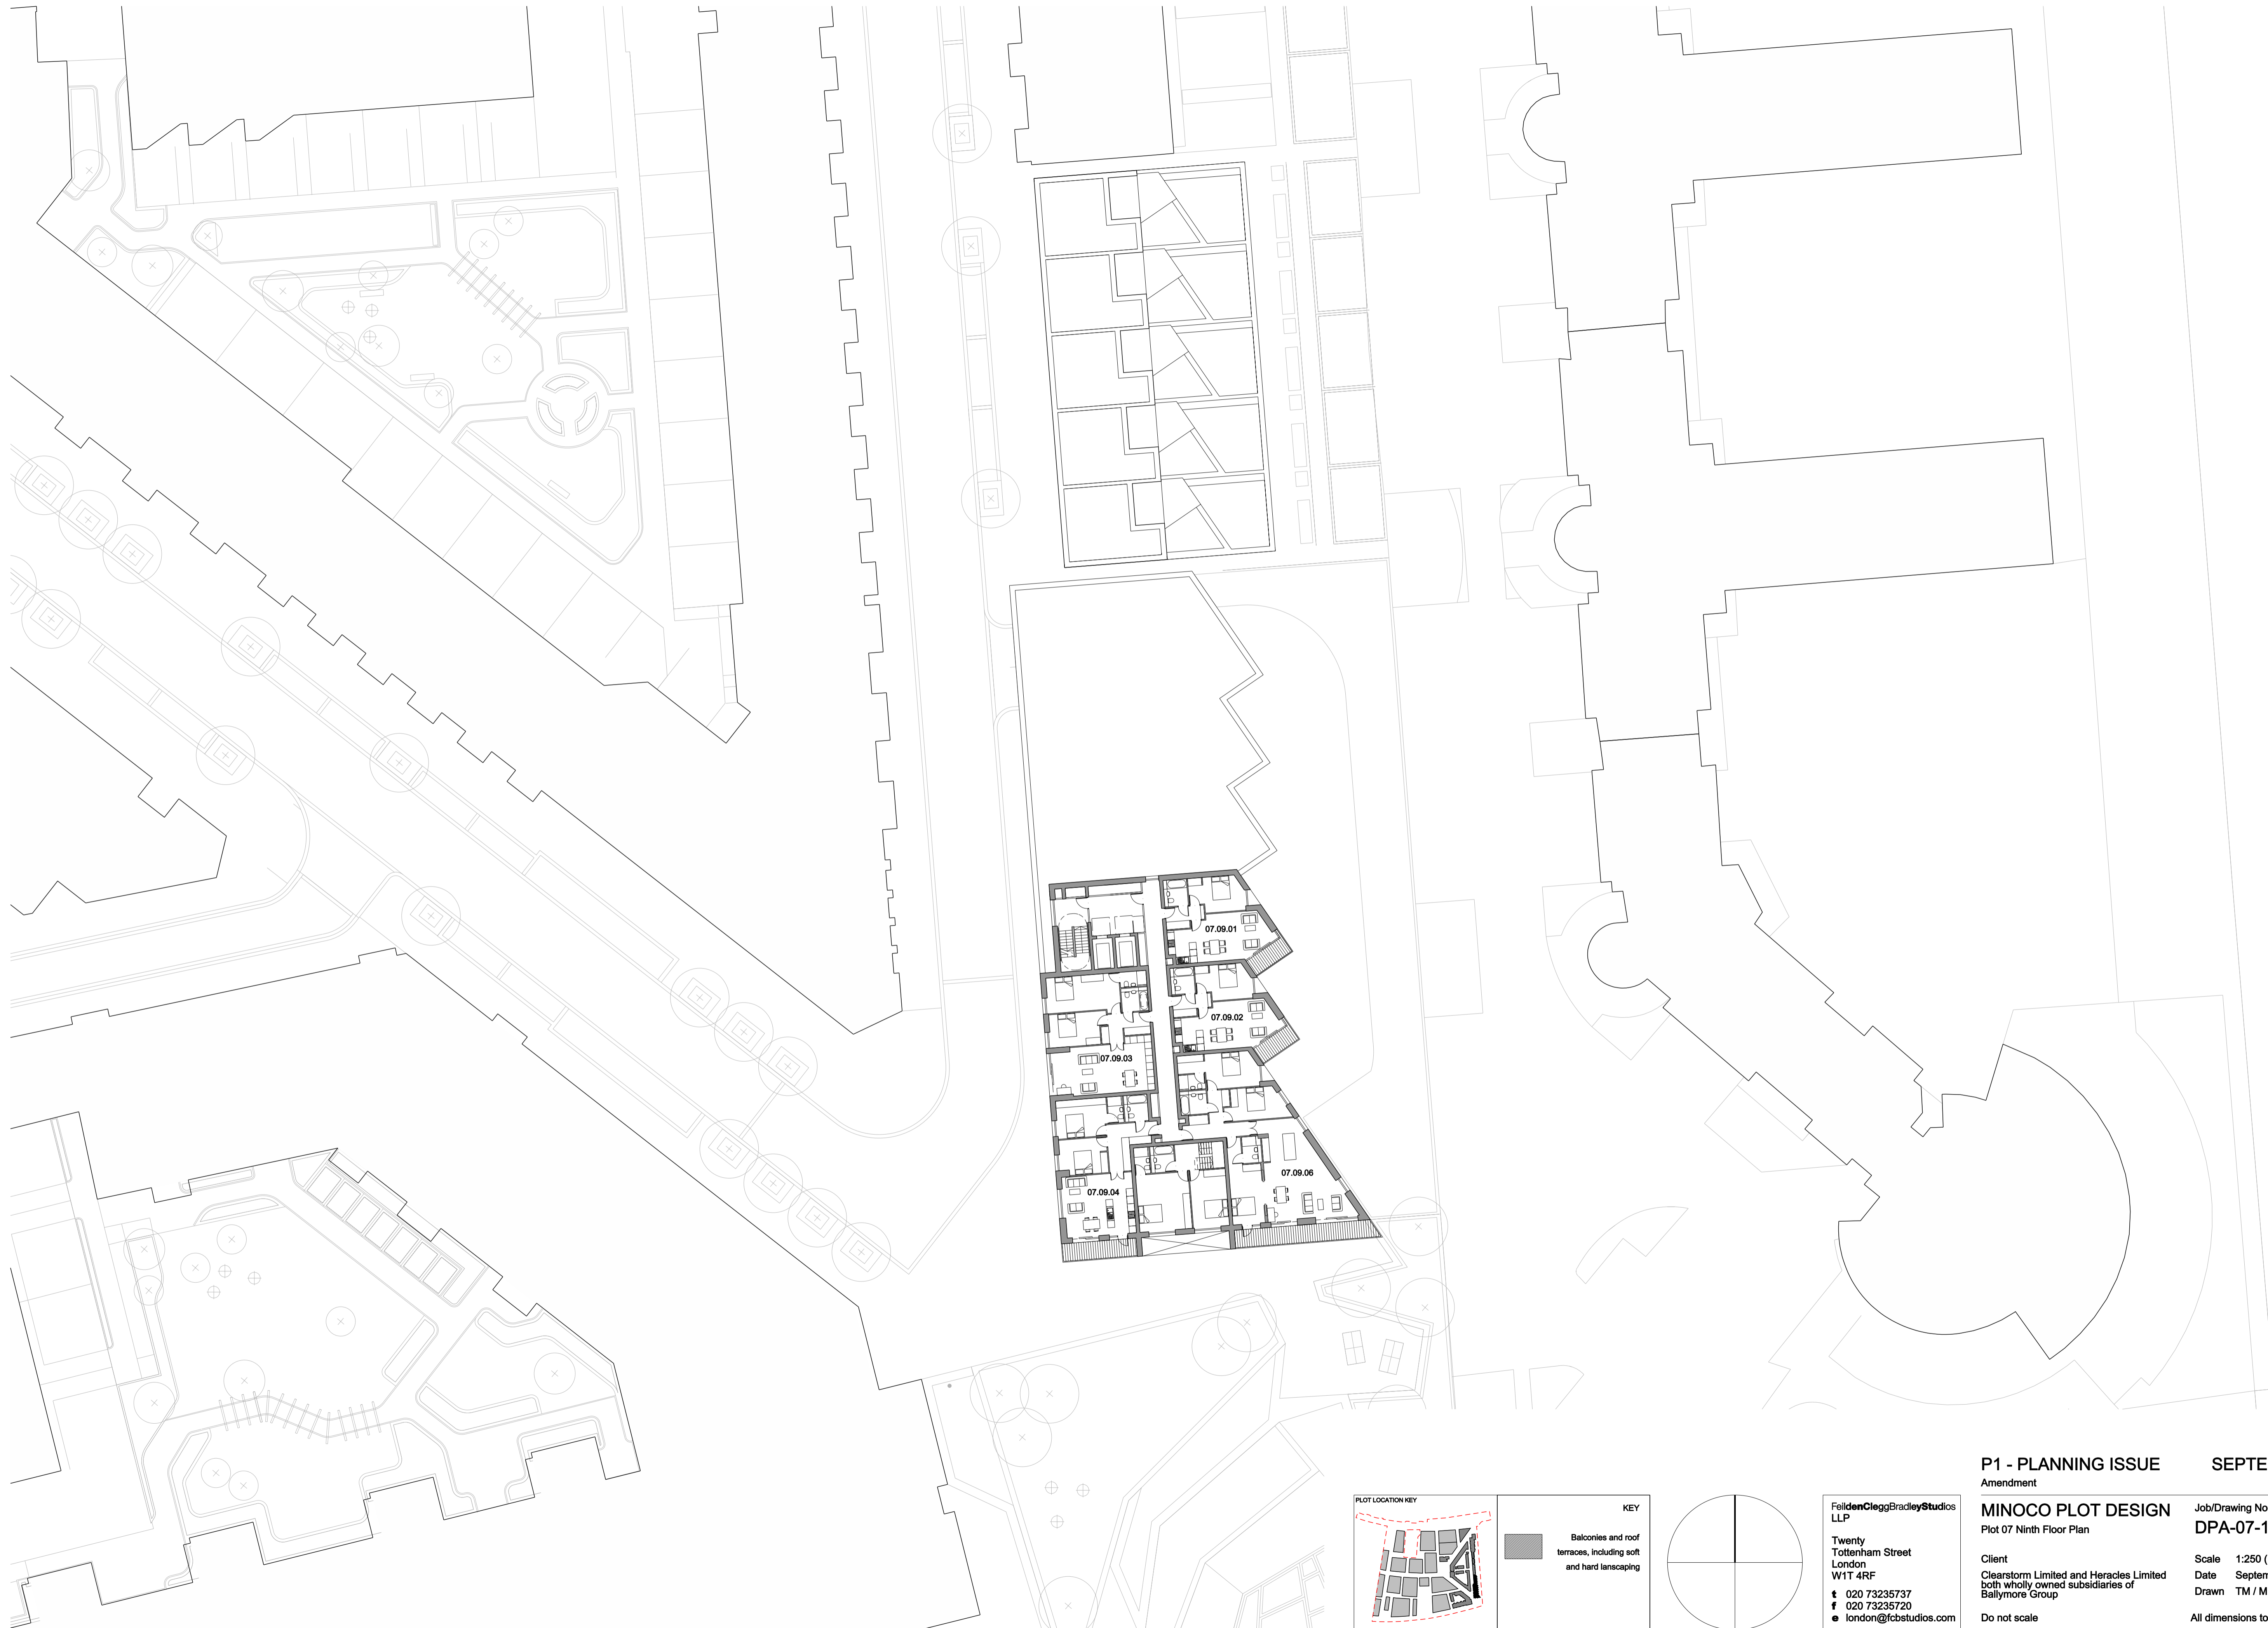 07.09.01
07.09.02
07.09.03
07.09.06
07.09.04
PLOT LOCATION KEY
KEY
Balconies and roof
terraces, including soft
and hard lanscaping
FeildenCleggBradleyStudios
LLP
Twenty
Tottenham Street
London
W1T 4RF
t 020 73235737
f 020 73235720
e london@fcbstudios.com
P1 - PLANNING ISSUE SEPTE
Amendment
MINOCO PLOT DESIGN
Plot 07 Ninth Floor Plan
Client
Clearstorm Limited and Heracles Limited
both wholly owned subsidiaries of
Ballymore Group
Do not scale
Job/Drawing No
DPA-07-1
Scale 1:250 (
Date Septem
Drawn TM / M
All dimensions to